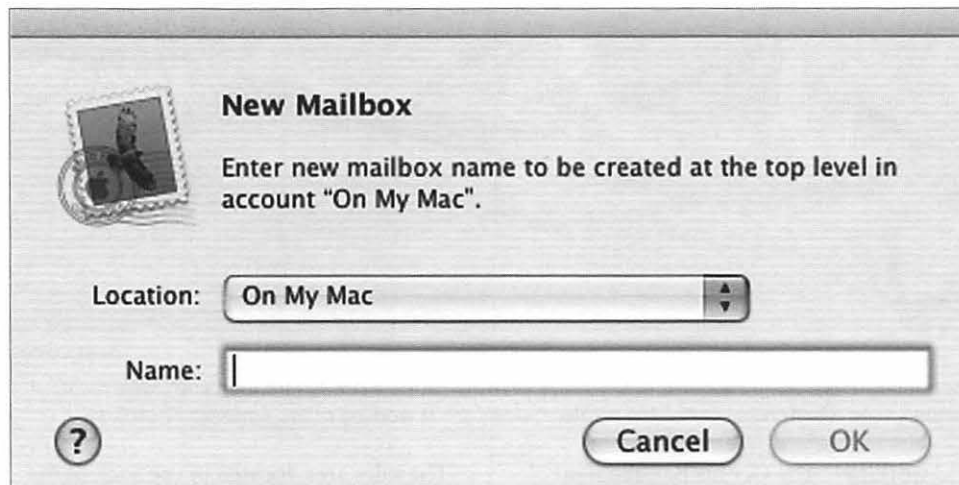 New Mailbox
Enter new mailbox name to be created at the top level in
account “On My Mac".
Location: On My Mac
Name:
? Cancel OK